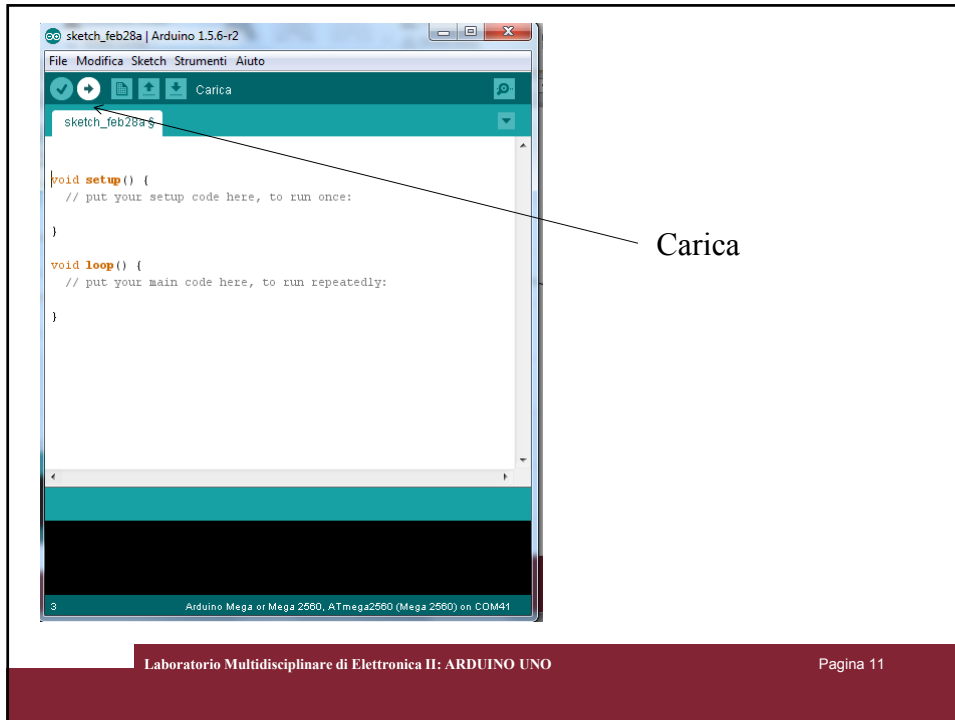 sketch_feb28a | Arduino 1.5.6-r2
File Modifica Sketch Strumenti Aiuto
Carica
sketch_feb28a§
void setup() {
// put your setup code here, to run once:
}
void loop() {
// put your main code here, to run repeatedly:
}
Carica
3 Arduino Mega or Mega 2560, ATmega2560 (Mega 2560) on COM41
Laboratorio Multidisciplinare di Elettronica II: ARDUINO UNO Pagina 11